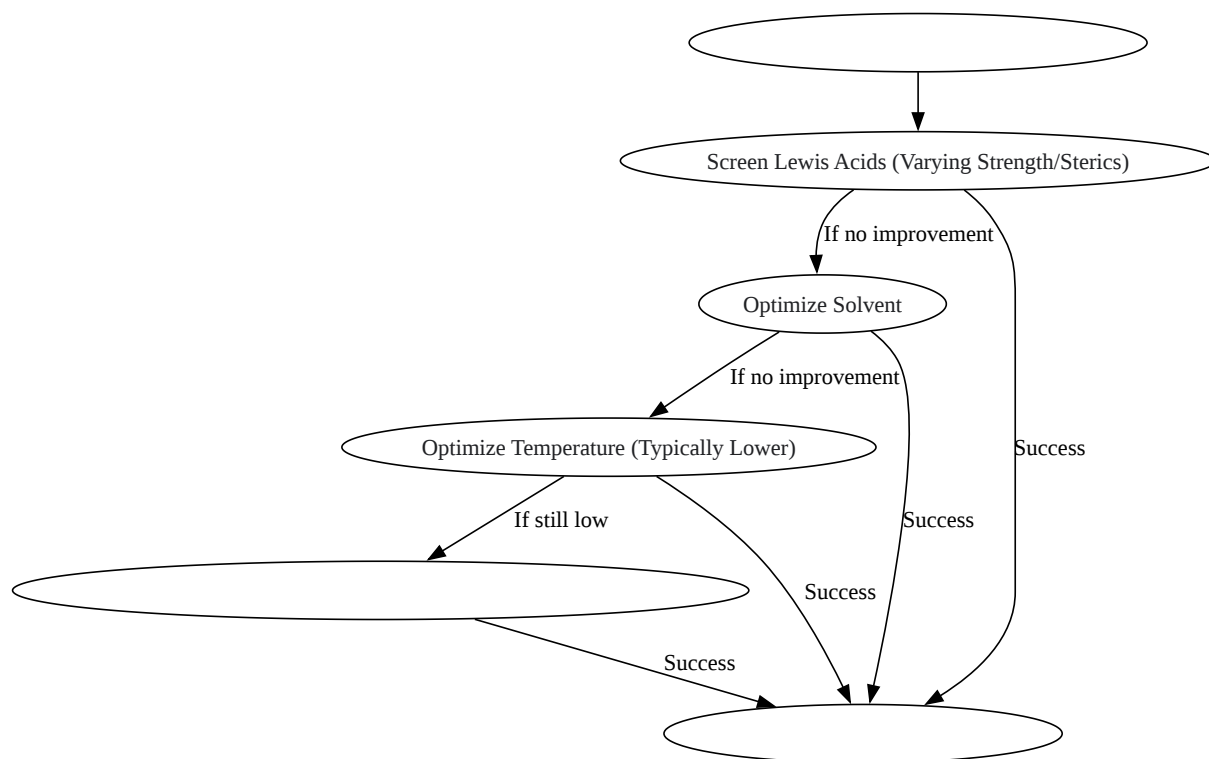 Screen Lewis Acids (Varying Strength/Sterics)
If no improvement
Optimize Solvent
If no improvement
Optimize Temperature (Typically Lower)
Success
If still low
Success
Success
Success